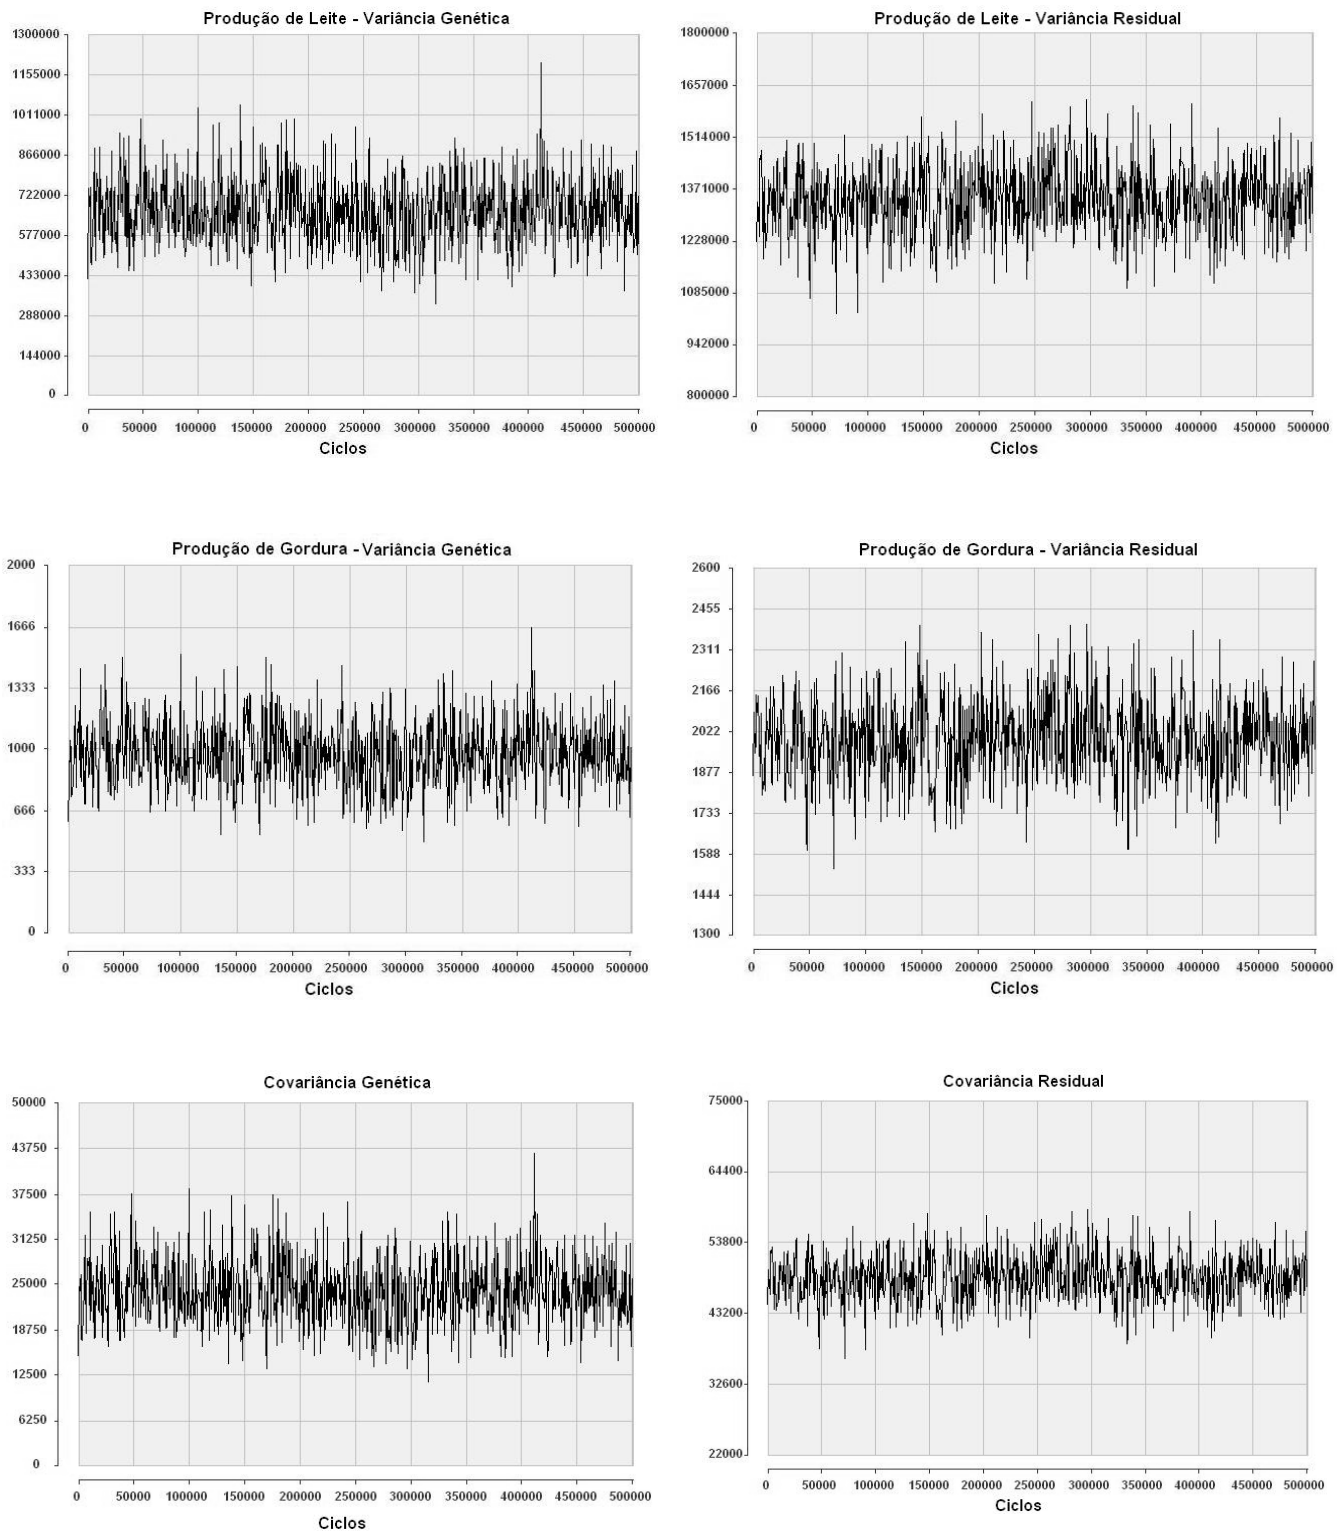 Produção de Leite - Variância Genética
1300000
1155000
1011000
866000
722000
577000
433000
288000
144000
0
0 50000 100000 150000 200000 250000 300000 350000 400000 450000 500000
Ciclos
Produção de Leite - Variância Residual
1800000
1657000
1514000
1371000
1228000
1085000
942000
800000
0 50000 100000 150000 200000 250000 300000 350000 400000 450000 500000
Ciclos
Produção de Gordura - Variância Genética
2000
1666
1333
1000
666
333
0
0 50000 100000 150000 200000 250000 300000 350000 400000 450000 500000
Ciclos
Produção de Gordura - Variância Residual
2600
2455
2311
2166
2022
1877
1733
1588
1444
1300
0 50000 100000 150000 200000 250000 300000 350000 400000 450000 500000
Ciclos
Covariância Genética
50000
43750
37500
31250
25000
18750
12500
6250
0
0 50000 100000 150000 200000 250000 300000 350000 400000 450000 500000
Ciclos
Covariância Residual
75000
64400
53800
43200
32600
22000
0 50000 100000 150000 200000 250000 300000 350000 400000 450000 500000
Ciclos